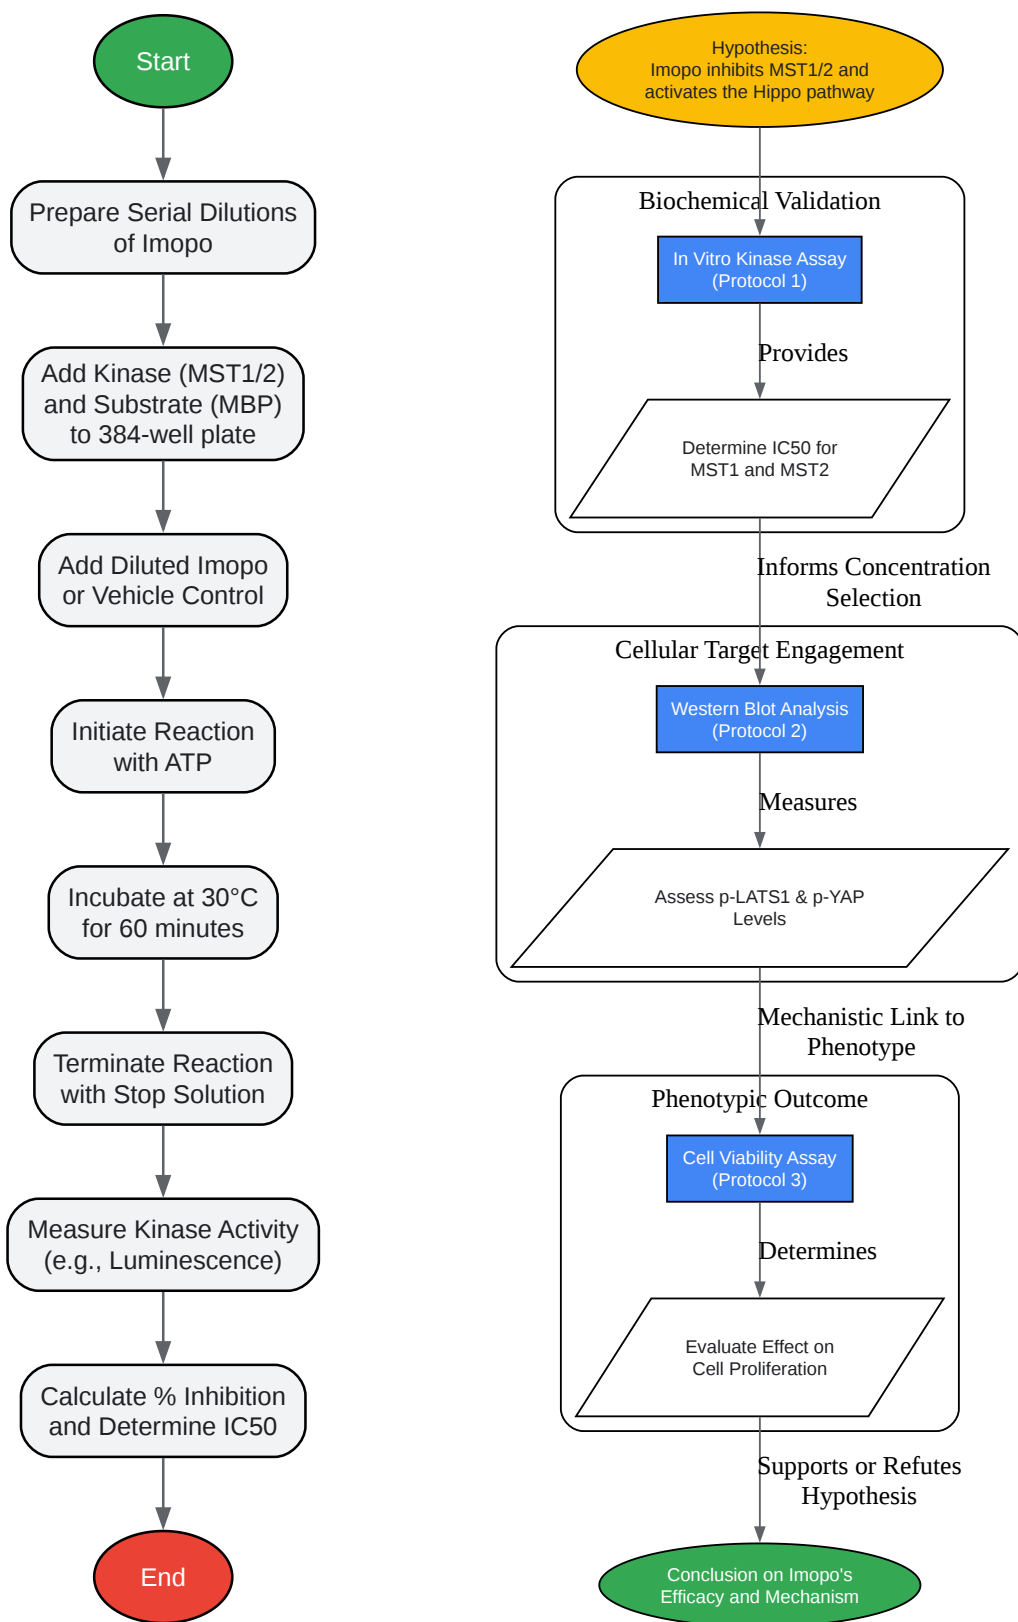 Start
Prepare Serial Dilutions
of Imopo
Add Kinase (MST1/2)
and Substrate (MBP)
to 384-well plate
Add Diluted Imopo
or Vehicle Control
Initiate Reaction
with ATP
Incubate at 30°C
for 60 minutes
Terminate Reaction
with Stop Solution
Measure Kinase Activity
(e.g., Luminescence)
Calculate % Inhibition
and Determine IC50
End
Hypothesis:
Imopo inhibits MST1/2 and
activates the Hippo pathway
Biochemical Validation
In Vitro Kinase Assay
(Protocol 1)
Provides
Determine IC50 for
MST1 and MST2
Informs Concentration
Selection
Cellular Target Engagement
Western Blot Analysis
(Protocol 2)
Measures
Assess p-LATS1 & p-YAP
Levels
Mechanistic Link to
Phenotype
Phenotypic Outcome
Cell Viability Assay
(Protocol 3)
Determines
Evaluate Effect on
Cell Proliferation
Supports or Refutes
Hypothesis
Conclusion on Imopo's
Efficacy and Mechanism